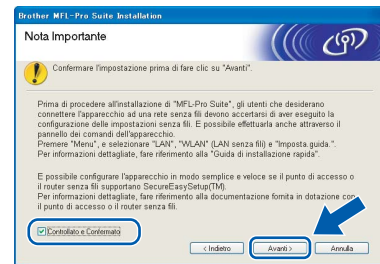 Brother MFL-Pro Suite Installation
Nota Importante
Confermare l'impostazione prima di fare clic su "Avanti".
Prima di procedere all'installazione di "MFL-Pro Suite", gli utenti che desiderano
connettere l'apparecchio ad una rete senza fili devono accertarsi di aver eseguito la
configurazione delle impostazioni senza fili. E possibile effettuarla anche attraverso il
pannello dei comandi dell'apparecchio.
Premere "Menu", e selezionare "LAN", "WLAN" (LAN senza fili) e "Imposta.guida.".
Per informazioni dettagliate, fare riferimento alla "Guida di installazione rapida".
E possibile configurare l'apparecchio in modo semplice e veloce se il punto di accesso o
il router senza fili supportano SecureEasySetup(TM).
Per informazioni dettagliate, fare riferimento alla documentazione fornita in dotazione con
il punto di accesso o il router senza fili.
Controllato e Confermato
< Indietro
Avanti >
Annulla